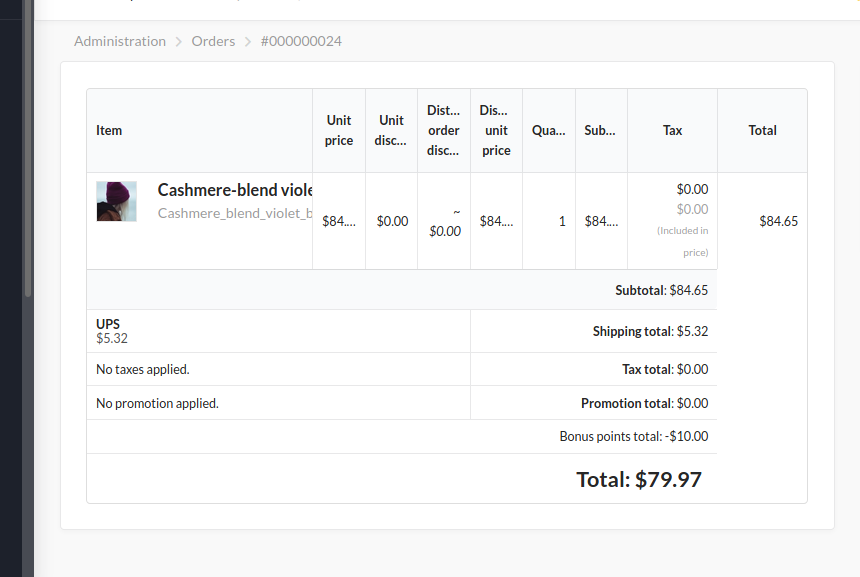 Administration > Orders > #000000024
Item
Unit price
Unit disc...
Dist... order disc...
Dis... unit price
Qua...
Sub...
Tax
Total
Cashmere-blend viole
Cashmere_blend_violet_b
$84....
$0.00
~ $0.00
$84....
1
$84....
$0.00
$0.00
(Included in
price)
$84.65
Subtotal: $84.65
UPS
$5.32
Shipping total: $5.32
No taxes applied.
Tax total: $0.00
No promotion applied.
Promotion total: $0.00
Bonus points total: -$10.00
Total: $79.97